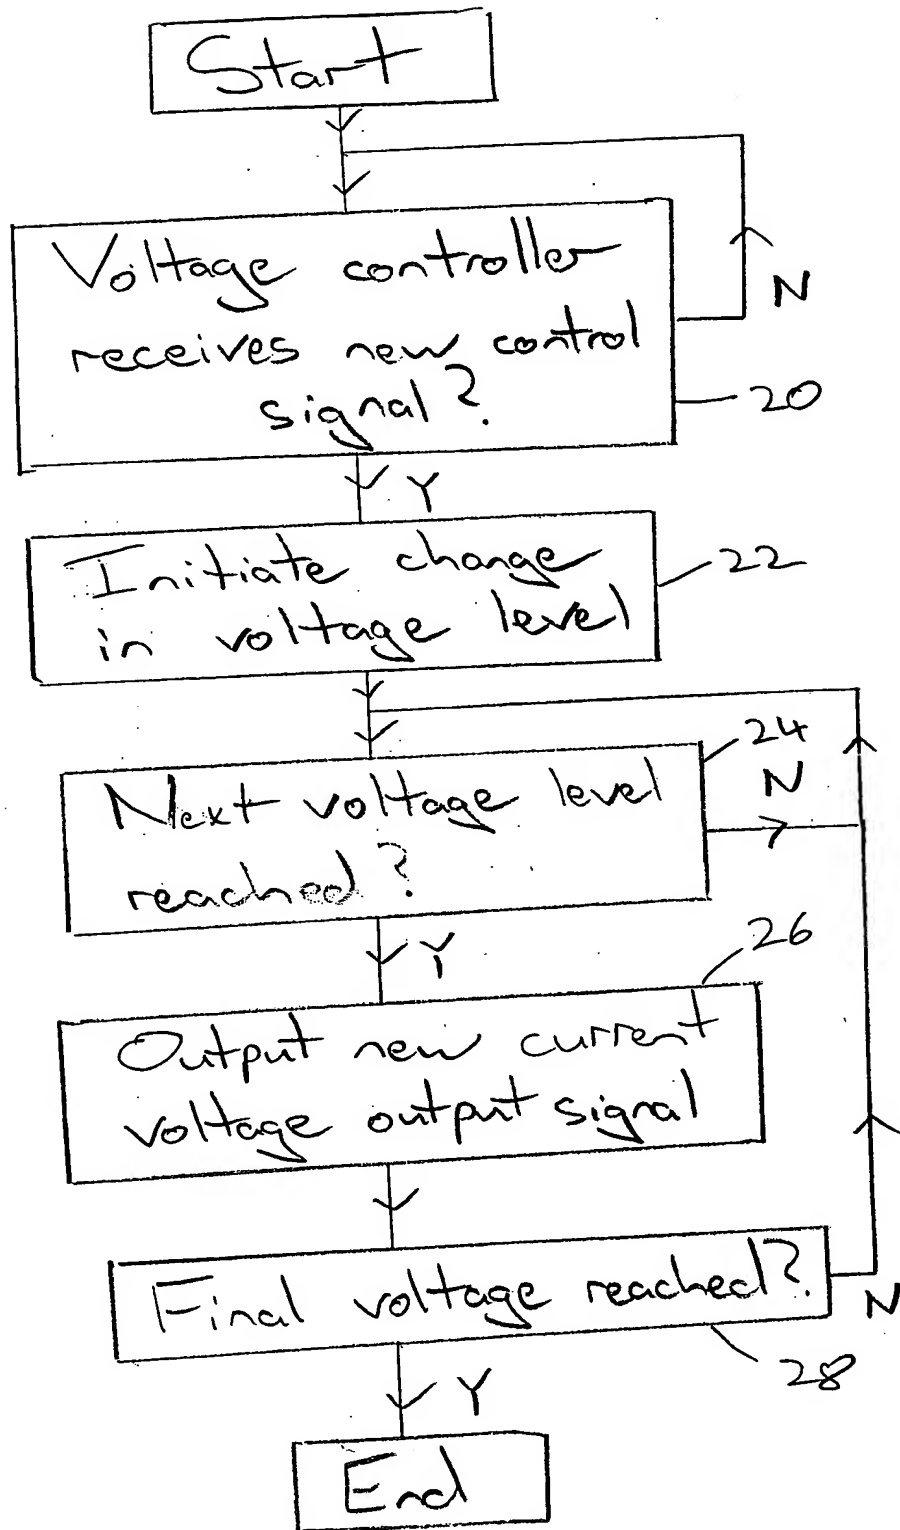 Start
Voltage controller
receives new control
signal?
N
20
Y
Initiate change
in voltage level
22
Next voltage level
reached?
24
N
Y
26
Output new current
voltage output signal
Final voltage reached?
N
28
Y
End